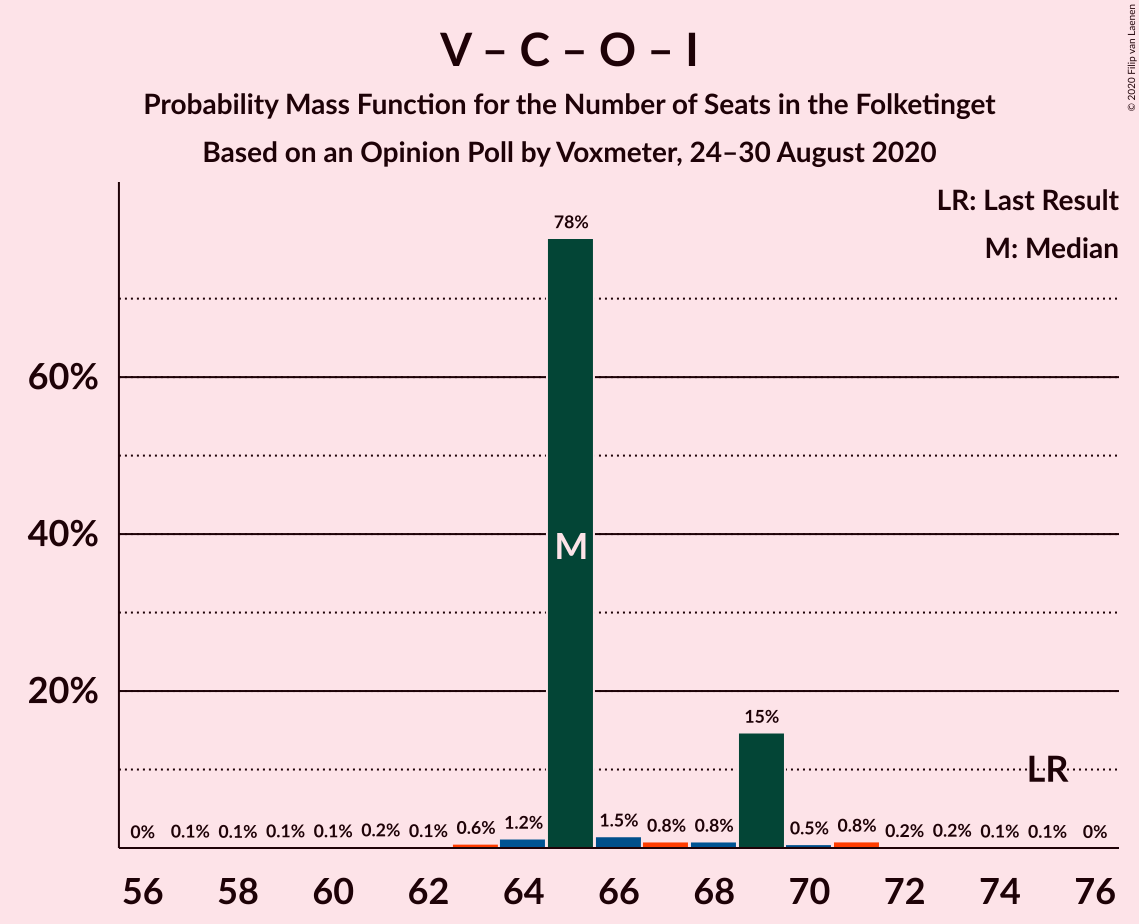 V – C – O – I
Probability Mass Function for the Number of Seats in the Folketinget
Based on an Opinion Poll by Voxmeter, 24–30 August 2020
© 2020 Filip van Laenen
LR: Last Result
M: Median
78%
60%
40%
M
20%
15%
LR
0% 0.1% 0.1% 0.1% 0.1% 0.2% 0.1% 0.6% 1.2% 1.5% 0.8% 0.8% 0.5% 0.8% 0.2% 0.2% 0.1% 0.1% 0%
56 58 60 62 64 66 68 70 72 74 76